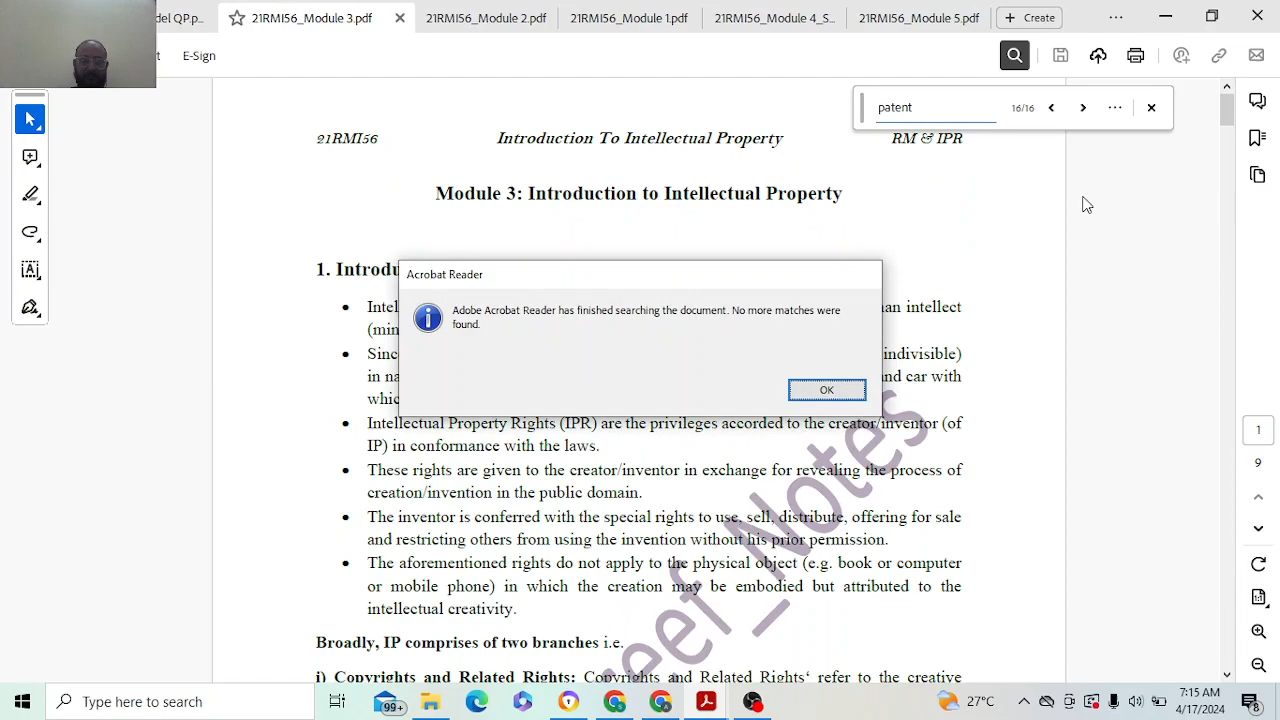 del QP.p...
21RMI56_Module 3.pdf
21RMI56_Module 2.pdf
21RMI56_Module 1.pdf
21RMI56_Module 4_S...
21RMI56_Module 5.pdf
Create
E-Sign
patent
16/16
21RMI56
Introduction To Intellectual Property
RM & IPR
Module 3: Introduction to Intellectual Property
1. Introdu
Acrobat Reader
Adobe Acrobat Reader has finished searching the document. No more matches were
found.
OK
Intel
an intellect
(min
Since
indivisible)
in na
nd car with
whic
Intellectual Property Rights (IPR) are the privileges accorded to the creator/inventor (of
IP) in conformance with the laws.
These rights are given to the creator/inventor in exchange for revealing the process of
creation/invention in the public domain.
The inventor is conferred with the special rights to use, sell, distribute, offering for sale
and restricting others from using the invention without his prior permission.
The aforementioned rights do not apply to the physical object (e.g. book or computer
or mobile phone) in which the creation may be embodied but attributed to the
intellectual creativity.
Broadly, IP comprises of two branches i.e.
i) Copyrights and Related Rights: Copyrights and Related Rights‘ refer to the creative
reef_Notes
1
9
Type here to search
99+
27°C
7:15 AM
4/17/2024
8